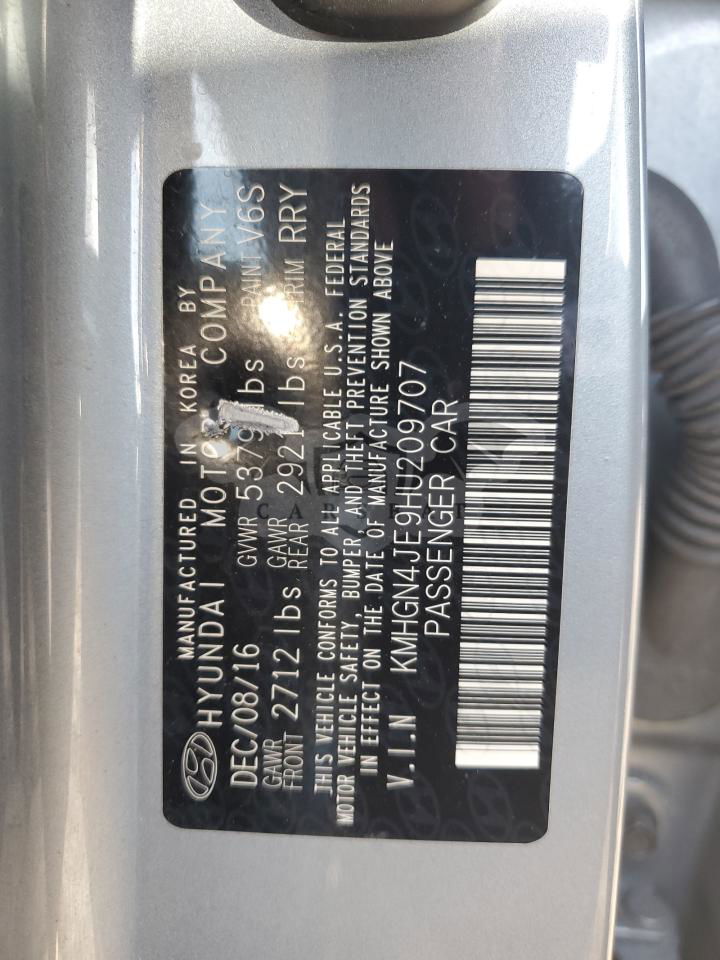 MANUFACTURED IN KOREA BY
HYUNDAI MOTOR COMPANY
DEC/08/16 GVWR 5379 lbs PAINT V6S
GAWR FRONT 2712 lbs GAWR REAR 2921 lbs TRIM RRY
THIS VEHICLE CONFORMS TO ALL APPLICABLE U.S.A. FEDERAL
MOTOR VEHICLE SAFETY, BUMPER, AND THEFT PREVENTION STANDARDS
IN EFFECT ON THE DATE OF MANUFACTURE SHOWN ABOVE
V.I.N KMHGN4JE9HU209707
PASSENGER CAR